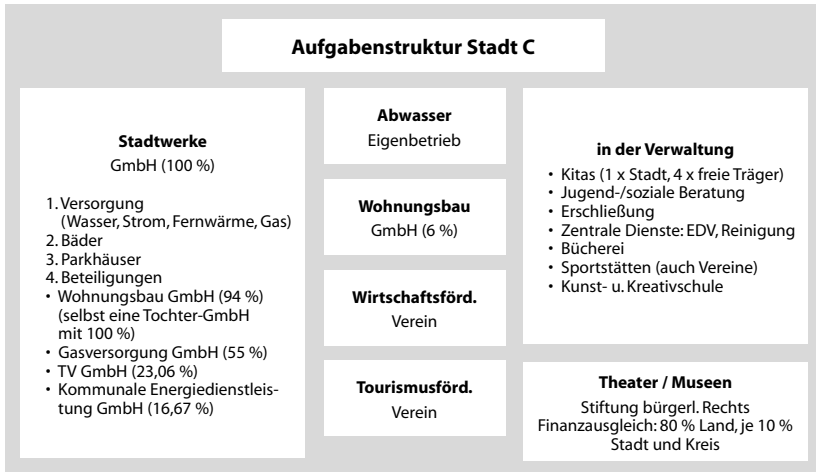 Aufgabenstruktur Stadt C
Stadtwerke
GmbH (100 %)
1. Versorgung
(Wasser, Strom, Fernwärme, Gas)
2. Bäder
3. Parkhäuser
4. Beteiligungen
• Wohnungsbau GmbH (94 %)
(selbst eine Tochter-GmbH
mit 100 %)
• Gasversorgung GmbH (55 %)
• TV GmbH (23,06 %)
• Kommunale Energiedienstleis-
tung GmbH (16,67 %)
Abwasser
Eigenbetrieb
Wohnungsbau
GmbH (6 %)
Wirtschaftsförd.
Verein
Tourismusförd.
Verein
in der Verwaltung
• Kitas (1 x Stadt, 4 x freie Träger)
• Jugend-/soziale Beratung
• Erschließung
• Zentrale Dienste: EDV, Reinigung
• Bücherei
• Sportstätten (auch Vereine)
• Kunst- u. Kreativschule
Theater / Museen
Stiftung bürgerl. Rechts
Finanzausgleich: 80 % Land, je 10 %
Stadt und Kreis